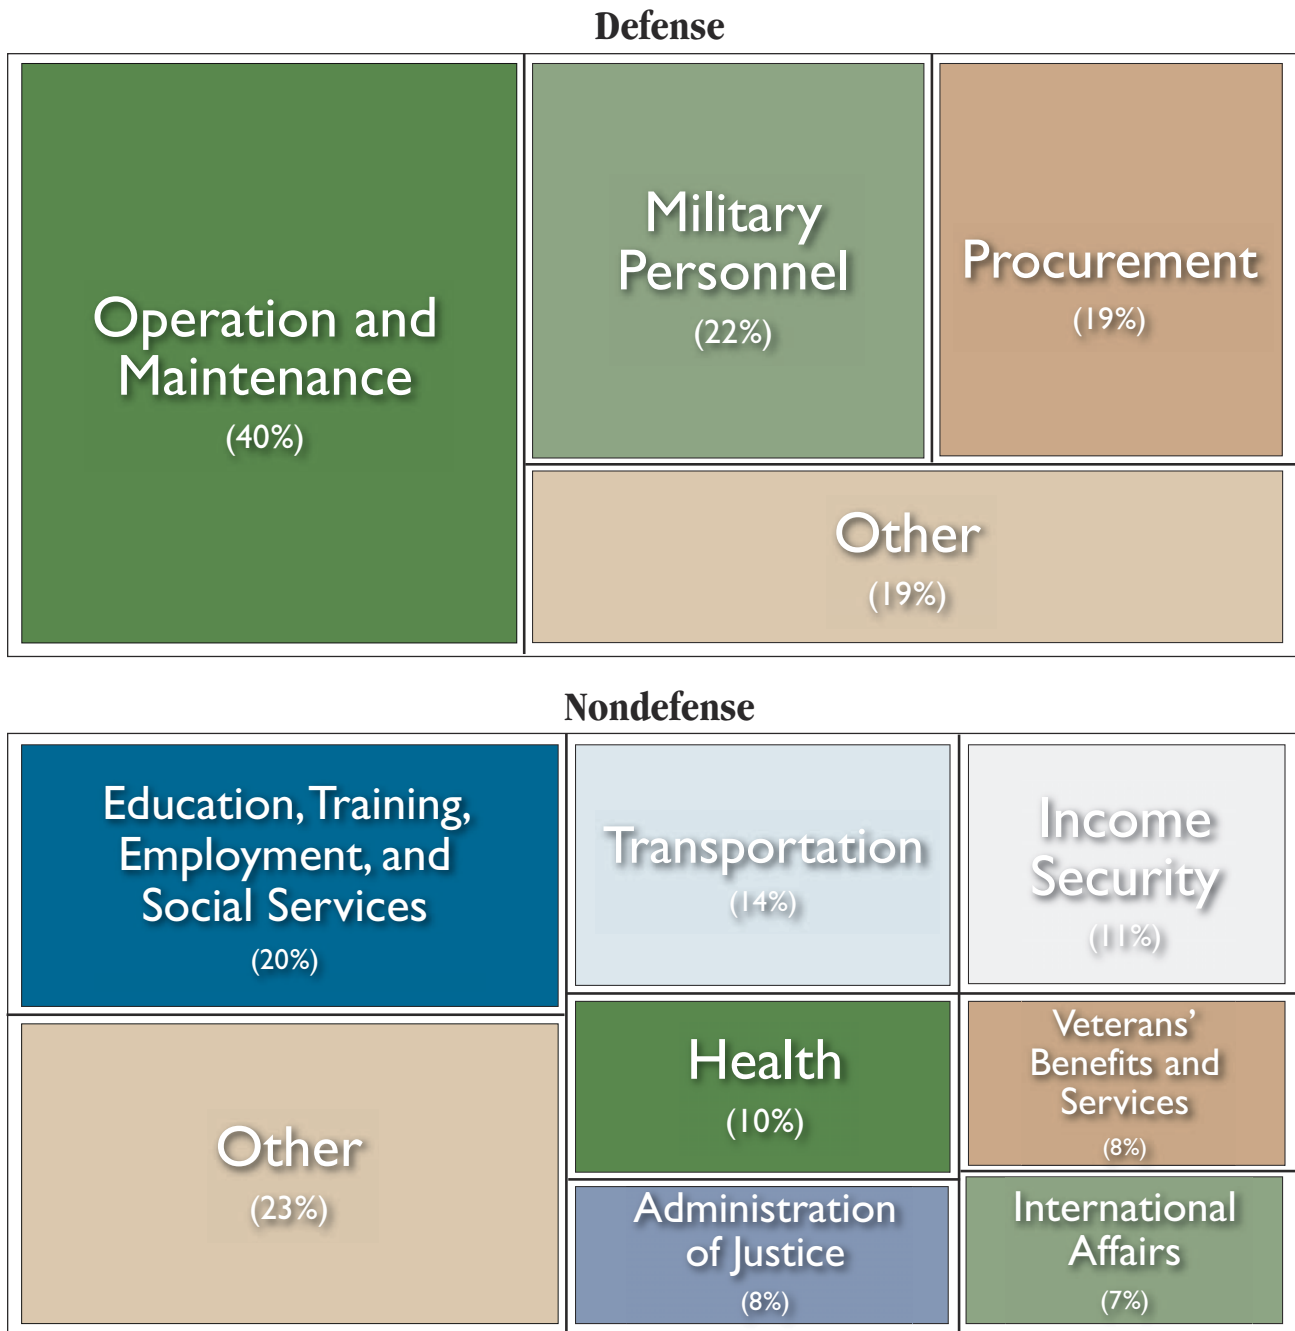 Defense
Operation and
Maintenance
(40%)
Military
Personnel
(22%)
Procurement
(19%)
Other
(19%)
Nondefense
Education, Training,
Employment, and
Social Services
(20%)
Transportation
(14%)
Income
Security
(11%)
Other
(23%)
Health
(10%)
Veterans’
Benefits and
Services
(8%)
Administration
of Justice
(8%)
International
Affairs
(7%)